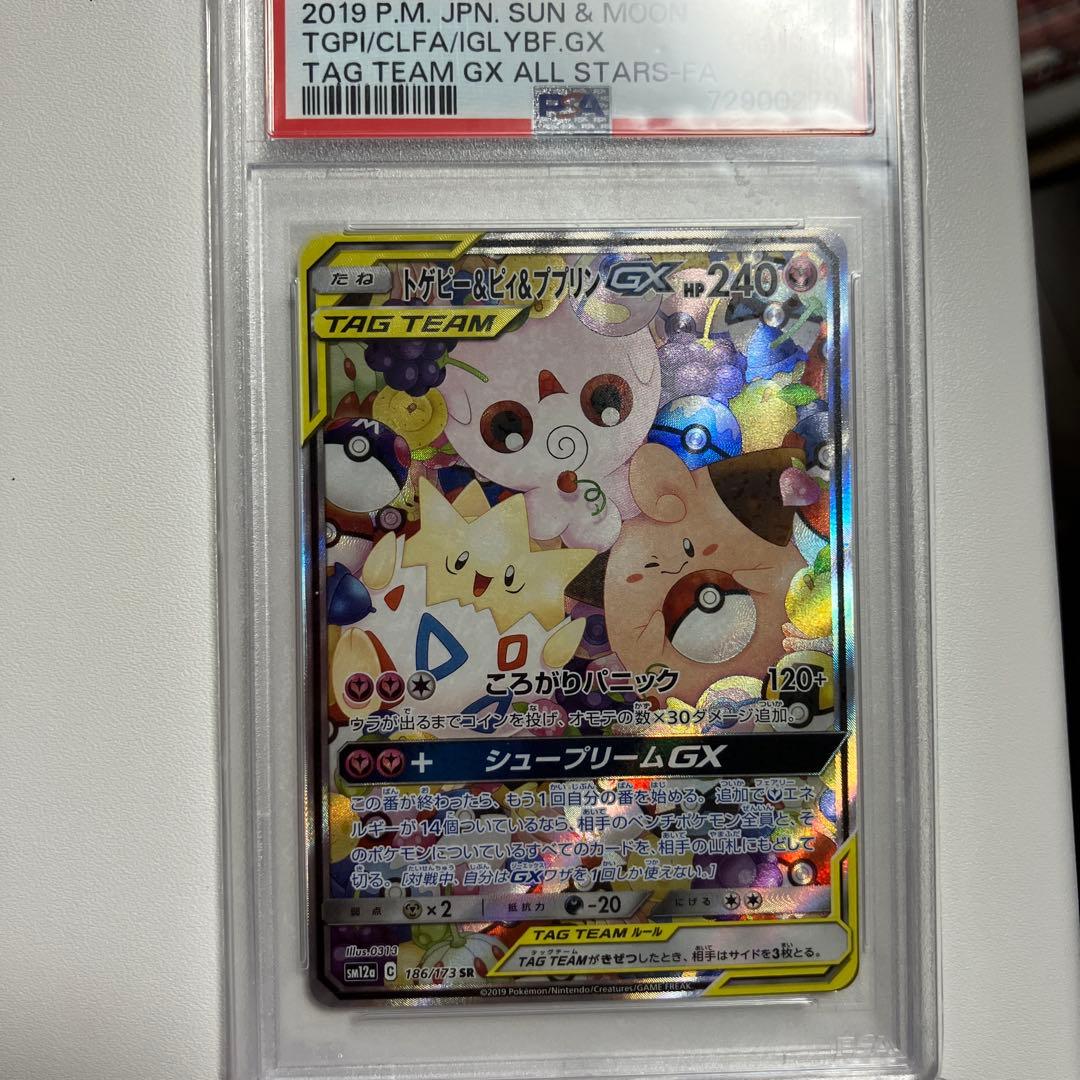 2019 P.M. JPN. SUN & MOON
TGPI/CLFA/IGLYBF.GX
TAG TEAM GX ALL STARS-FA
PSA
たね トゲピー&ピィ&ププリンGX HP 240
TAG TEAM
ころがりパニック 120+
ウラが出るまでコインを投げ、オモテの数×30ダメージ追加。
+ シュープリームGX
この番が終わったら、もう1回自分の番を始める。追加でエネ
ルギーが14個ついているなら、相手のベンチポケモン全員と、そ
のポケモンについているすべてのカードを、相手の山札にもどして
切る。[対戦中、自分はGXワザを1回しか使えない。]
弱点 ×2 抵抗力 -20 にげる
Illus.0313
TAG TEAM ルール
TAG TEAMがきぜつしたとき、相手はサイドを3枚とる。
SM12a C 186/173 SR
©2019 Pokémon/Nintendo/Creatures/GAME FREAK